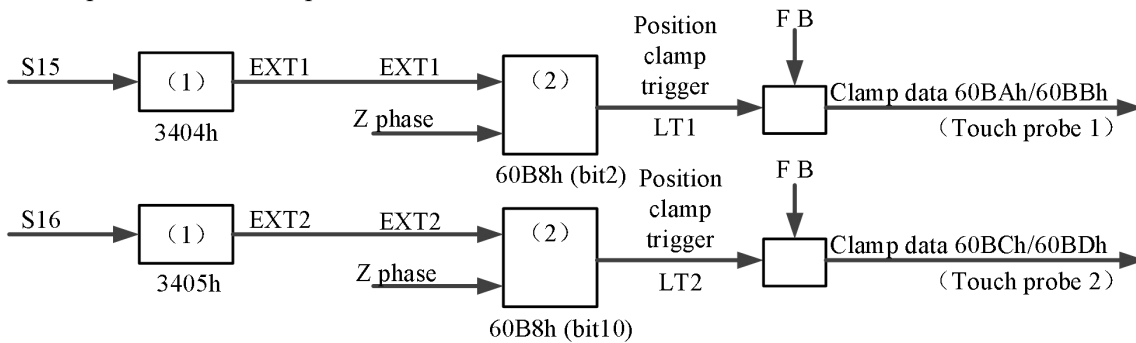 F B
Position
clamp
trigger
S15
（1）
EXT1
EXT1
（2）
Clamp data 60BAh/60BBh
3404h
Z phase
LT1
（Touch probe 1）
60B8h (bit2)
Position
clamp
trigger
F B
S16
（1）
EXT2
EXT2
（2）
Clamp data 60BCh/60BDh
3405h
Z phase
LT2
（Touch probe 2）
60B8h (bit10)